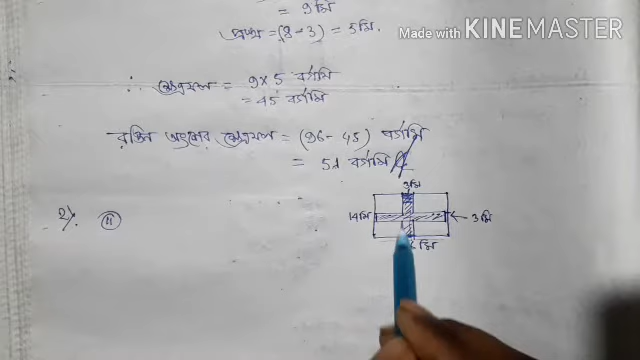 = 9 মি
প্রস্থ = (8-3) = 5 মি.
Made with KINEMASTER
∴ ক্ষেত্রফল = 9 × 5 বর্গমি
= 45 বর্গমি
রঙিন অংশের ক্ষেত্রফল = (96 - 45) বর্গমি
= 51 বর্গমি
3 মি
2). 11 14 মি 3 মি
মি